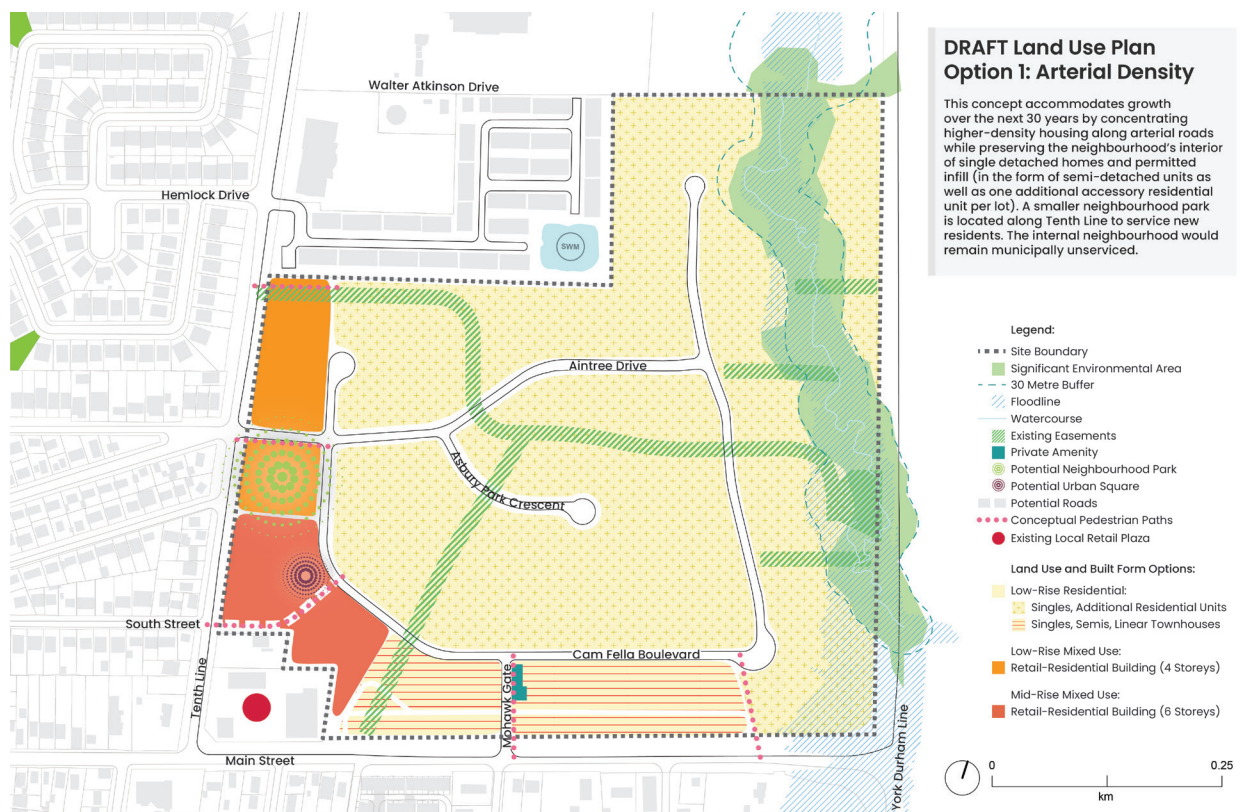 DRAFT Land Use Plan
Option 1: Arterial Density
This concept accommodates growth
over the next 30 years by concentrating
higher-density housing along arterial roads
while preserving the neighbourhood's interior
of single detached homes and permitted
infill (in the form of semi-detached units as
well as one additional accessory residential
unit per lot). A smaller neighbourhood park
is located along Tenth Line to service new
residents. The internal neighbourhood would
remain municipally unserviced.
Walter Atkinson Drive
Hemlock Drive
SWM
Aintree Drive
Asbury Park Crescent
South Street
Tenth Line
Cam Fella Boulevard
Mohawk Gate
Main Street
York Durham Line
Legend:
Site Boundary
Significant Environmental Area
30 Metre Buffer
Floodline
Watercourse
Existing Easements
Private Amenity
Potential Neighbourhood Park
Potential Urban Square
Potential Roads
Conceptual Pedestrian Paths
Existing Local Retail Plaza
Land Use and Built Form Options:
Low-Rise Residential:
Singles, Additional Residential Units
Singles, Semis, Linear Townhouses
Low-Rise Mixed Use:
Retail-Residential Building (4 Storeys)
Mid-Rise Mixed Use:
Retail-Residential Building (6 Storeys)
0 0.25
km